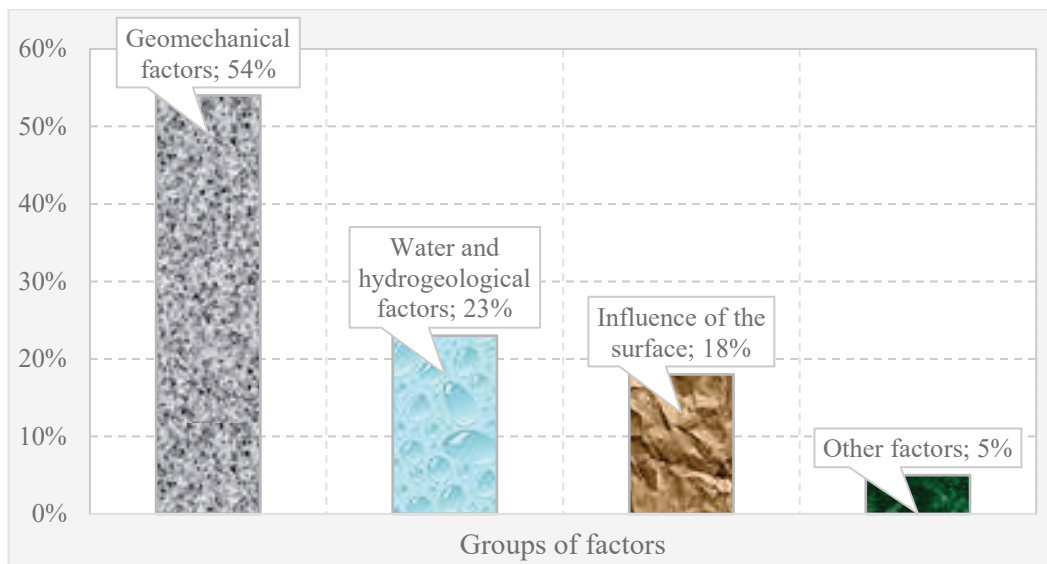 Geomechanical
factors; 54%
60%
50%
40%
30%
20%
10%
0%
Water and
hydrogeological
factors; 23%
Influence of the
surface; 18%
Other factors; 5%
Groups of factors